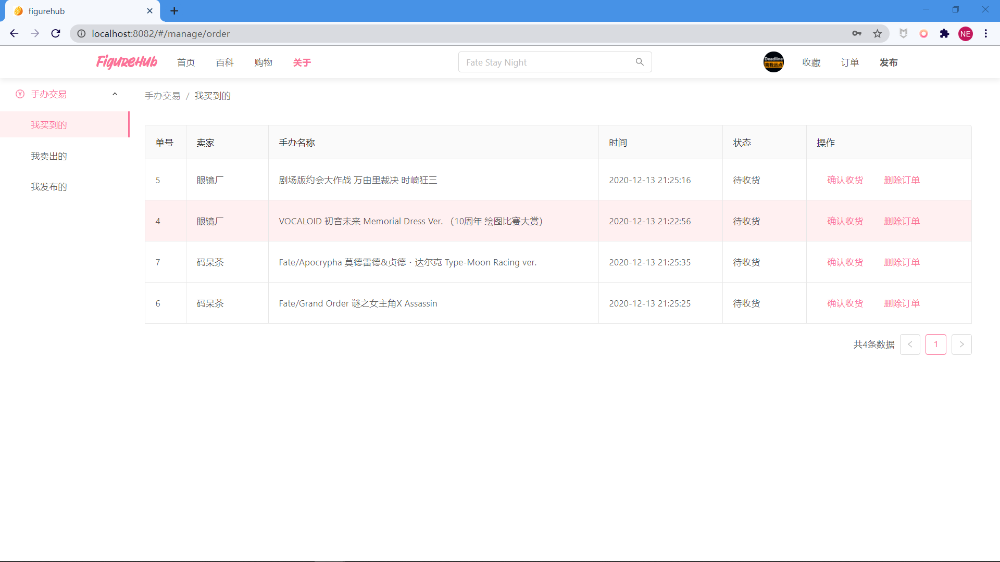 figurehub
localhost:8082/#/manage/order
NE
FigureHub 首页 百科 购物 关于 Fate Stay Night Deadline 离我远点 收藏 订单 发布
手办交易
我买到的
我卖出的
我发布的
手办交易 / 我买到的
单号 卖家 手办名称 时间 状态 操作
5 眼镜厂 剧场版约会大作战 万由里裁决 时崎狂三 2020-12-13 21:25:16 待收货 确认收货 删除订单
4 眼镜厂 VOCALOID 初音未来 Memorial Dress Ver. （10周年 绘图比赛大赏） 2020-12-13 21:22:56 待收货 确认收货 删除订单
7 码呆茶 Fate/Apocrypha 莫德雷德&贞德·达尔克 Type-Moon Racing ver. 2020-12-13 21:25:35 待收货 确认收货 删除订单
6 码呆茶 Fate/Grand Order 谜之女主角X Assassin 2020-12-13 21:25:25 待收货 确认收货 删除订单
共4条数据 < 1 >